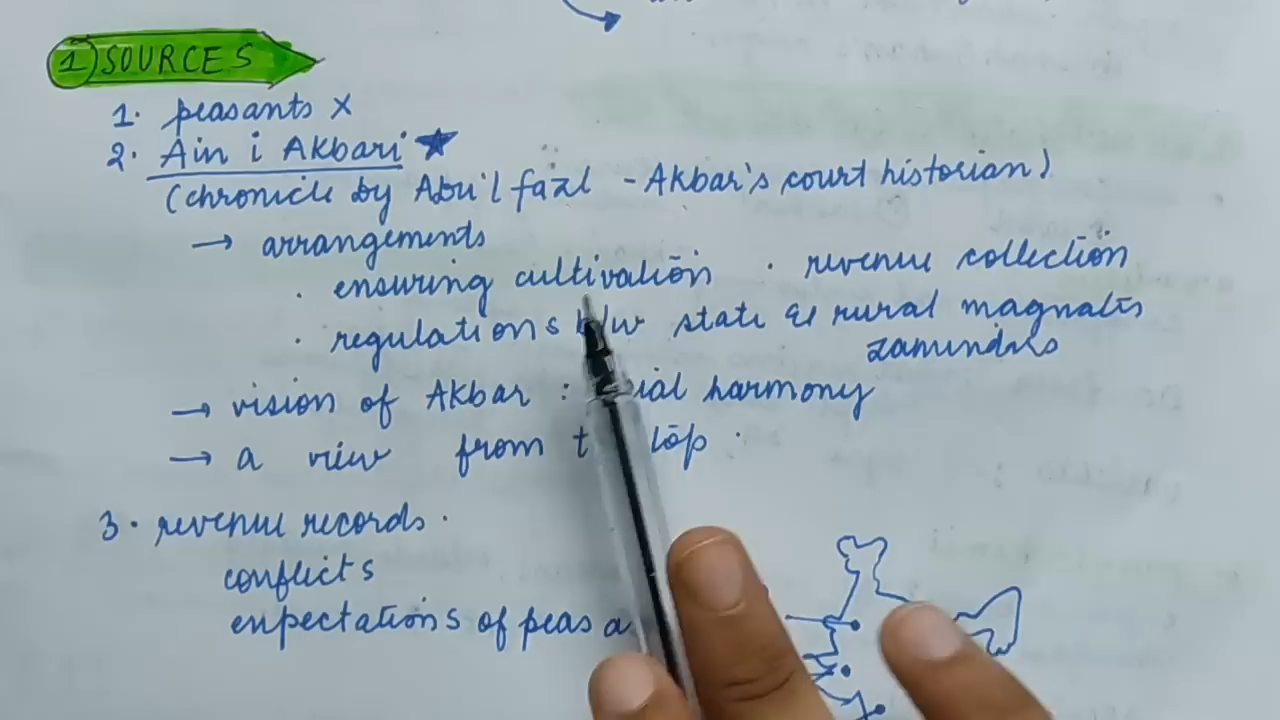 1 SOURCES
1. peasants x
2. Ain i Akbari ★
(chronicle by Abu'l fazl - Akbar's court historian)
→ arrangements
. ensuring cultivation . revenue collection
. regulations b/w state & rural magnates
zamindars
→ vision of Akbar : harmony
→ a view from top .
3. revenue records.
conflicts
expectations of